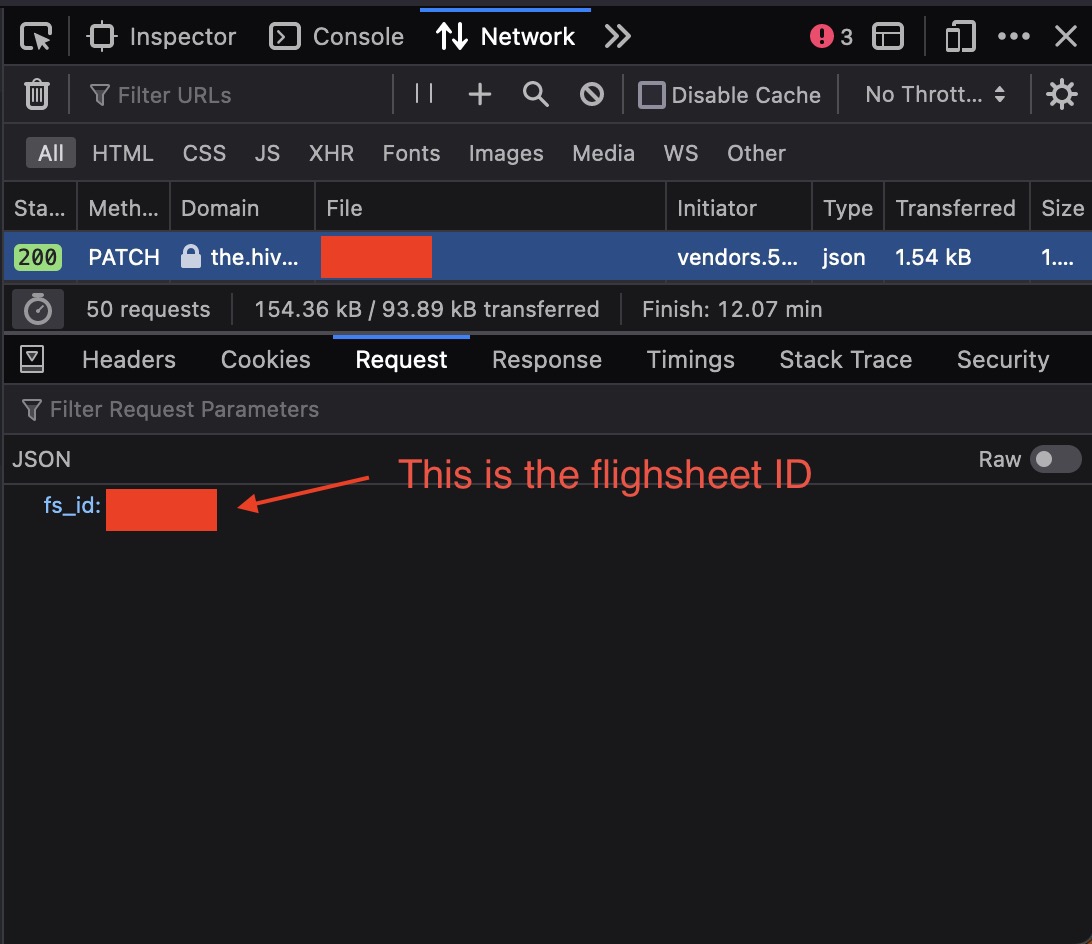 Inspector Console Network 3
Filter URLs Disable Cache No Thrott...
All HTML CSS JS XHR Fonts Images Media WS Other
Sta... Meth... Domain File Initiator Type Transferred Size
200 PATCH the.hiv... vendors.5... json 1.54 kB 1....
50 requests 154.36 kB / 93.89 kB transferred Finish: 12.07 min
Headers Cookies Request Response Timings Stack Trace Security
Filter Request Parameters
JSON Raw
This is the flighsheet ID
fs_id: